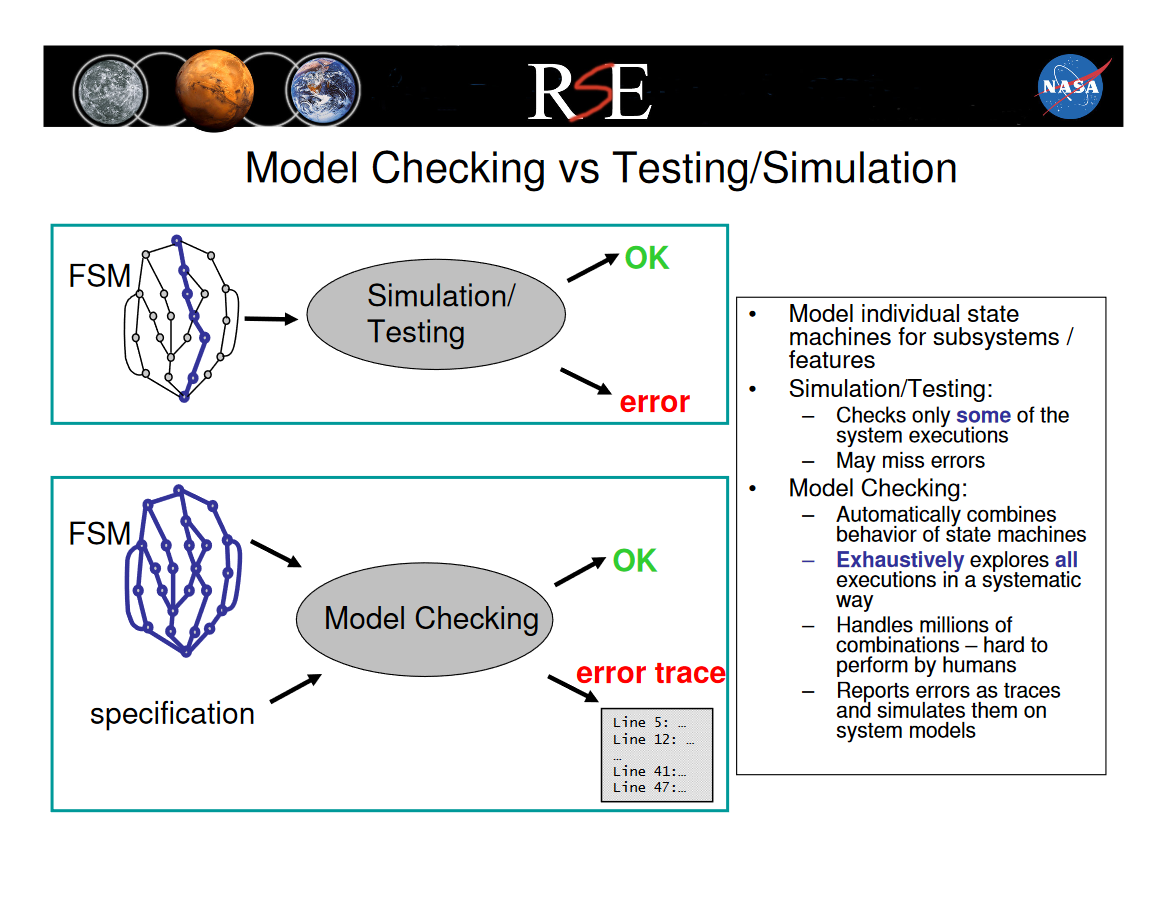 RSE
NASA
Model Checking vs Testing/Simulation
FSM
Simulation/
Testing
OK
error
FSM
Model Checking
specification
OK
error trace
Line 5: …
Line 12: …
…
Line 41:…
Line 47:…
• Model individual state
machines for subsystems /
features
• Simulation/Testing:
– Checks only some of the
system executions
– May miss errors
• Model Checking:
– Automatically combines
behavior of state machines
– Exhaustively explores all
executions in a systematic
way
– Handles millions of
combinations – hard to
perform by humans
– Reports errors as traces
and simulates them on
system models